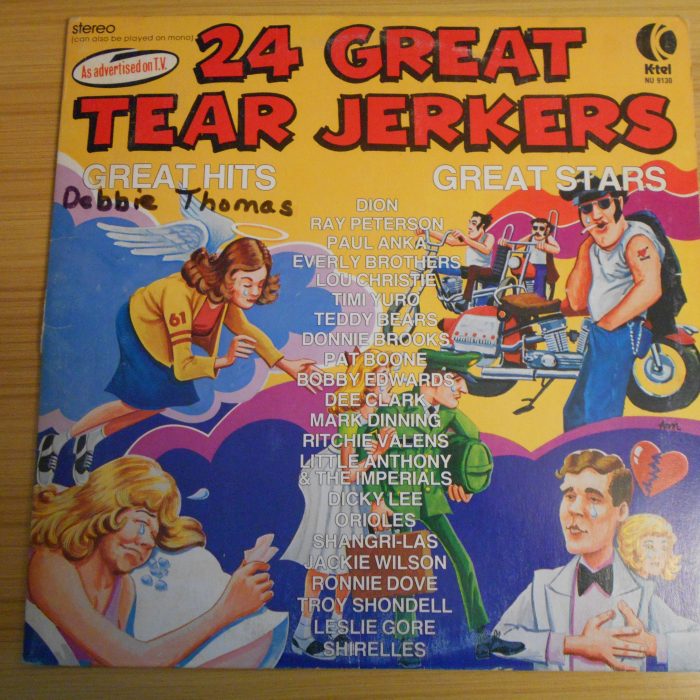 stereo
(can also be played on mono)
As advertised on T.V.
24 GREAT
TEAR JERKERS
K-tel
NU 9130
GREAT HITS
GREAT STARS
Debbie Thomas
DION
RAY PETERSON
PAUL ANKA
EVERLY BROTHERS
LOU CHRISTIE
TIMI YURO
TEDDY BEARS
DONNIE BROOKS
PAT BOONE
BOBBY EDWARDS
DEE CLARK
MARK DINNING
RITCHIE VALENS
LITTLE ANTHONY
& THE IMPERIALS
DICKY LEE
ORIOLES
SHANGRI-LAS
JACKIE WILSON
RONNIE DOVE
TROY SHONDELL
LESLIE GORE
SHIRELLES
61